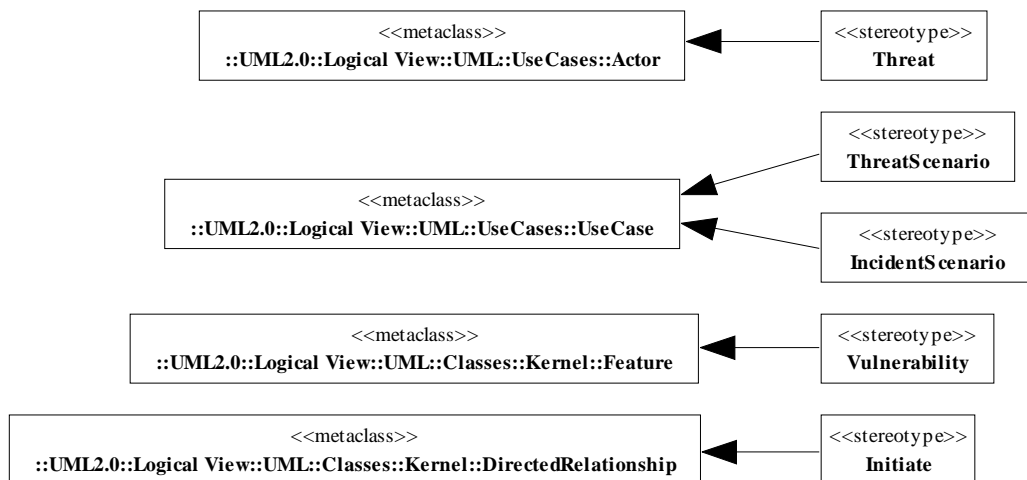 <<metaclass>>
::UML2.0::Logical View::UML::UseCases::Actor
<<stereotype>>
Threat
<<stereotype>>
ThreatScenario
<<metaclass>>
::UML2.0::Logical View::UML::UseCases::UseCase
<<stereotype>>
IncidentScenario
<<metaclass>>
::UML2.0::Logical View::UML::Classes::Kernel::Feature
<<stereotype>>
Vulnerability
<<metaclass>>
::UML2.0::Logical View::UML::Classes::Kernel::DirectedRelationship
<<stereotype>>
Initiate